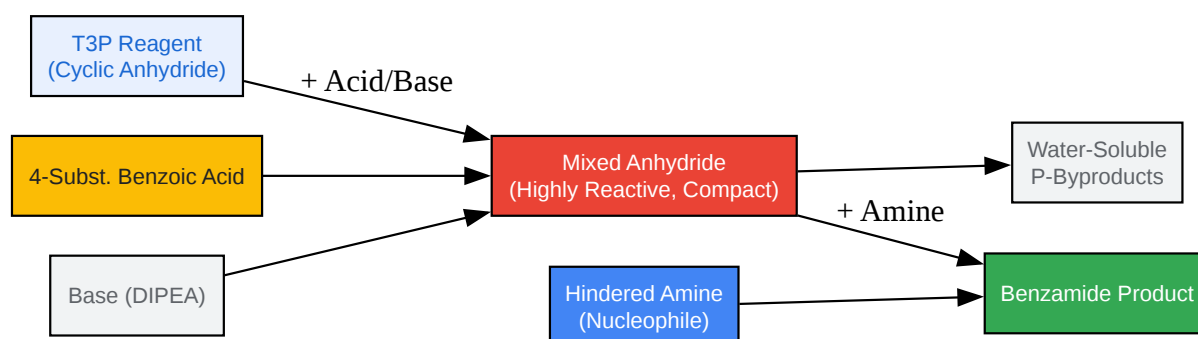 T3P Reagent
(Cyclic Anhydride)
+ Acid/Base
4-Subst. Benzoic Acid
Mixed Anhydride
(Highly Reactive, Compact)
Water-Soluble
P-Byproducts
+ Amine
Base (DIPEA)
Hindered Amine
(Nucleophile)
Benzamide Product